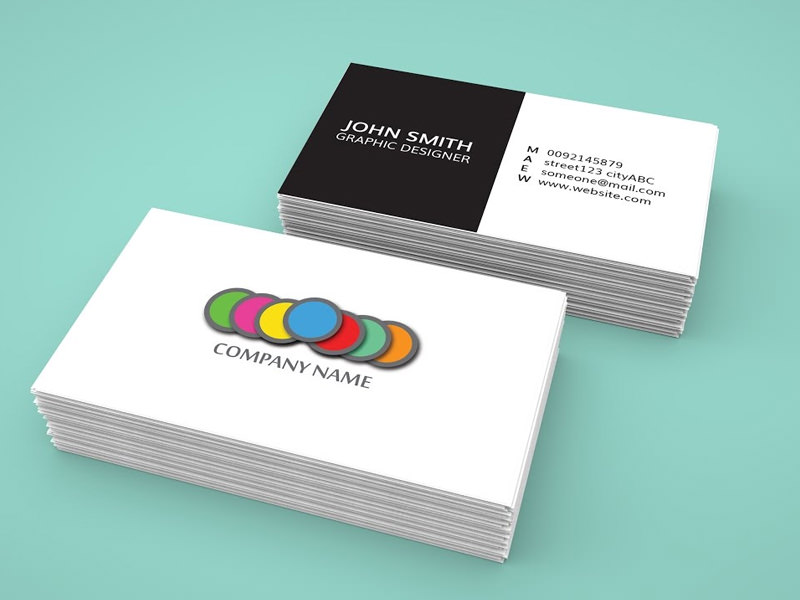 JOHN SMITH
GRAPHIC DESIGNER
M 0092145879
A street123 cityABC
E someone@mail.com
W www.website.com
COMPANY NAME